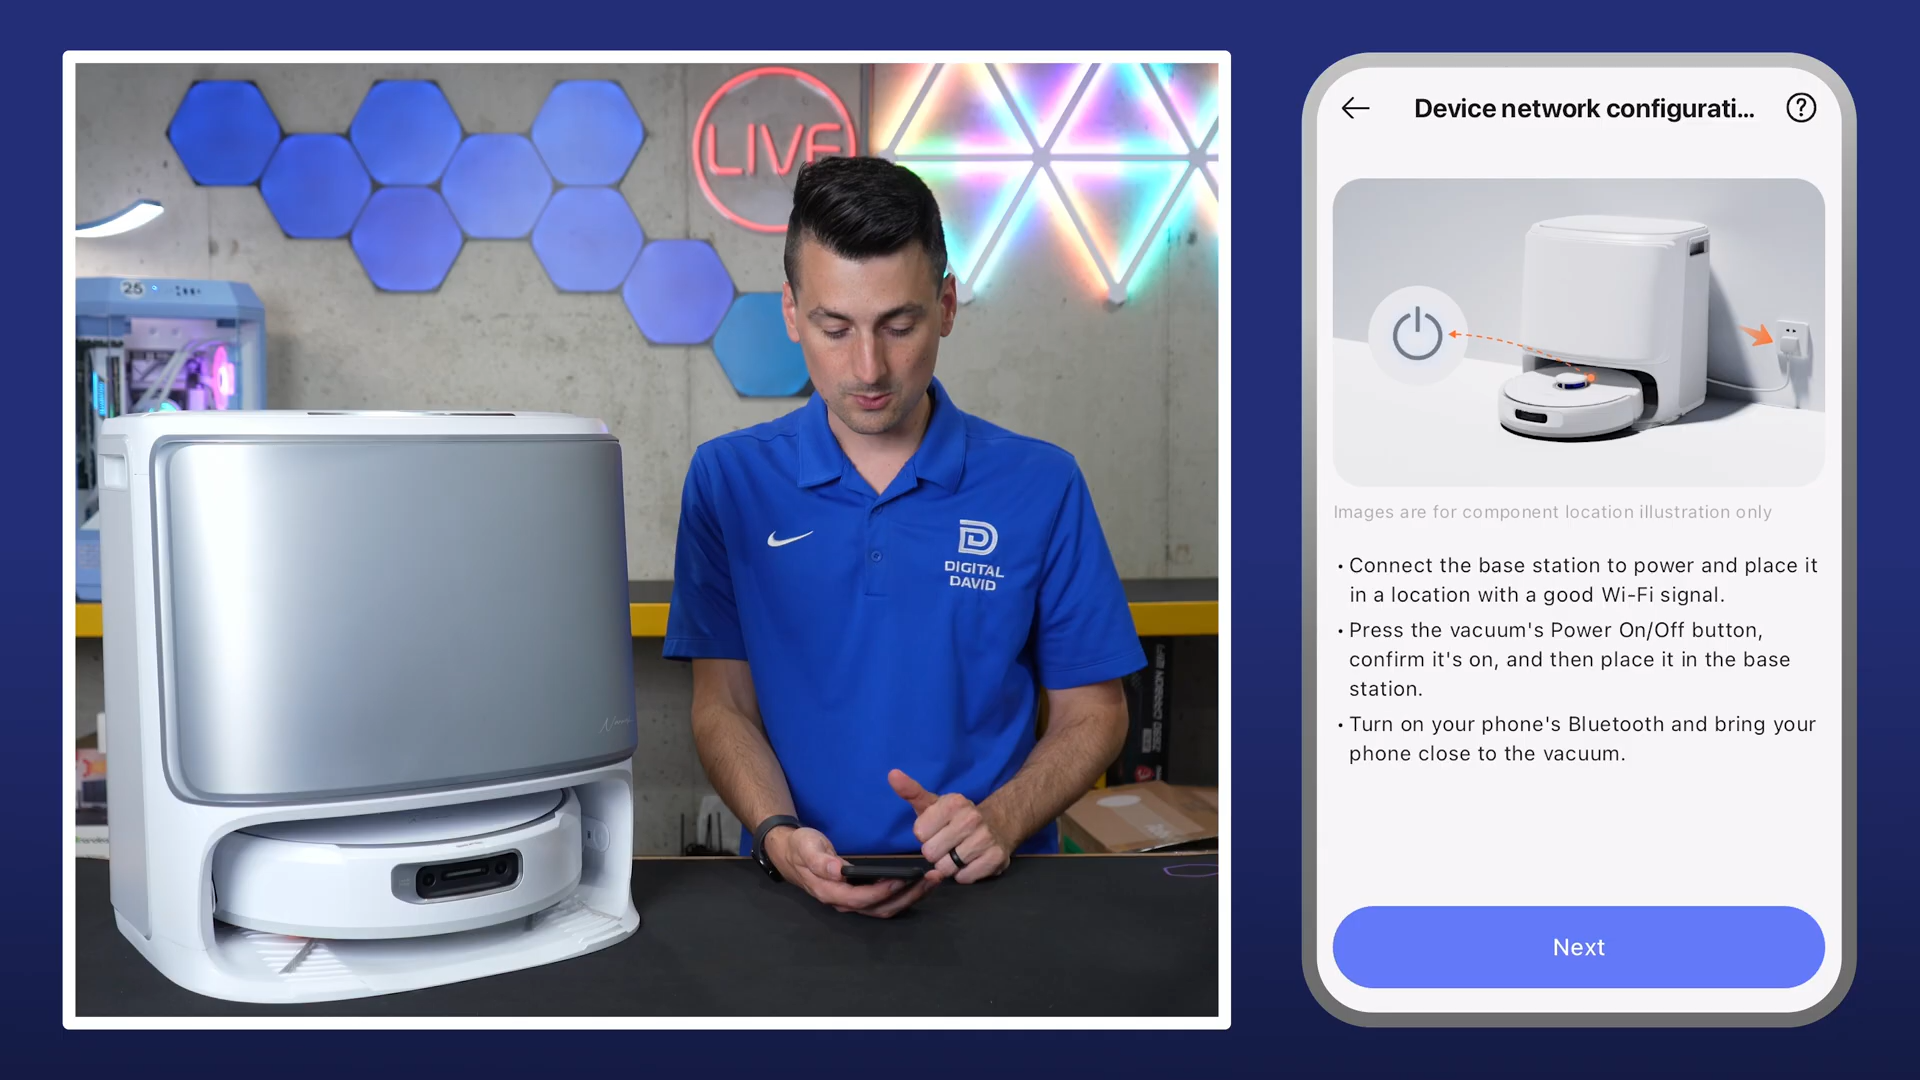 LIVE
25
DIGITAL
DAVID
Device network configurati...
Images are for component location illustration only
• Connect the base station to power and place it
in a location with a good Wi-Fi signal.
• Press the vacuum's Power On/Off button,
confirm it's on, and then place it in the base
station.
• Turn on your phone's Bluetooth and bring your
phone close to the vacuum.
Next